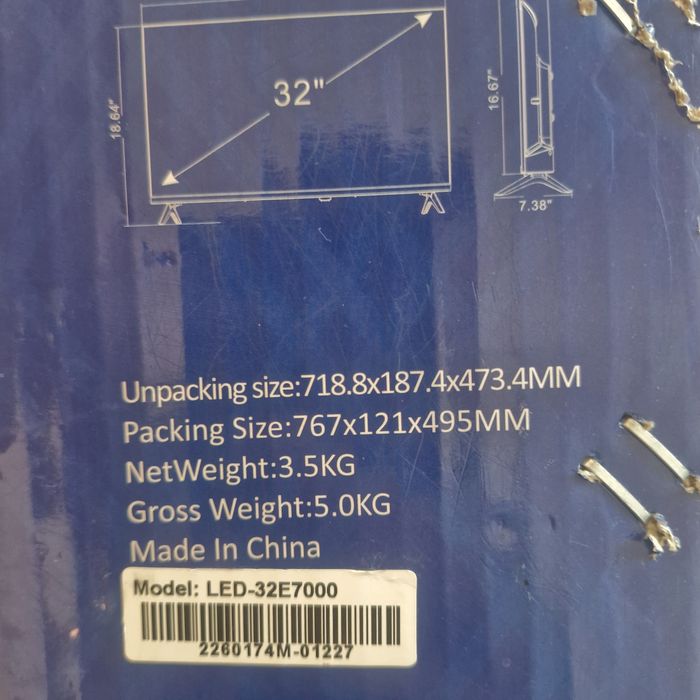 32"
18.64"
16.67"
7.38"
Unpacking size:718.8x187.4x473.4MM
Packing Size:767x121x495MM
NetWeight:3.5KG
Gross Weight:5.0KG
Made In China
Model: LED-32E7000
2260174M-01227